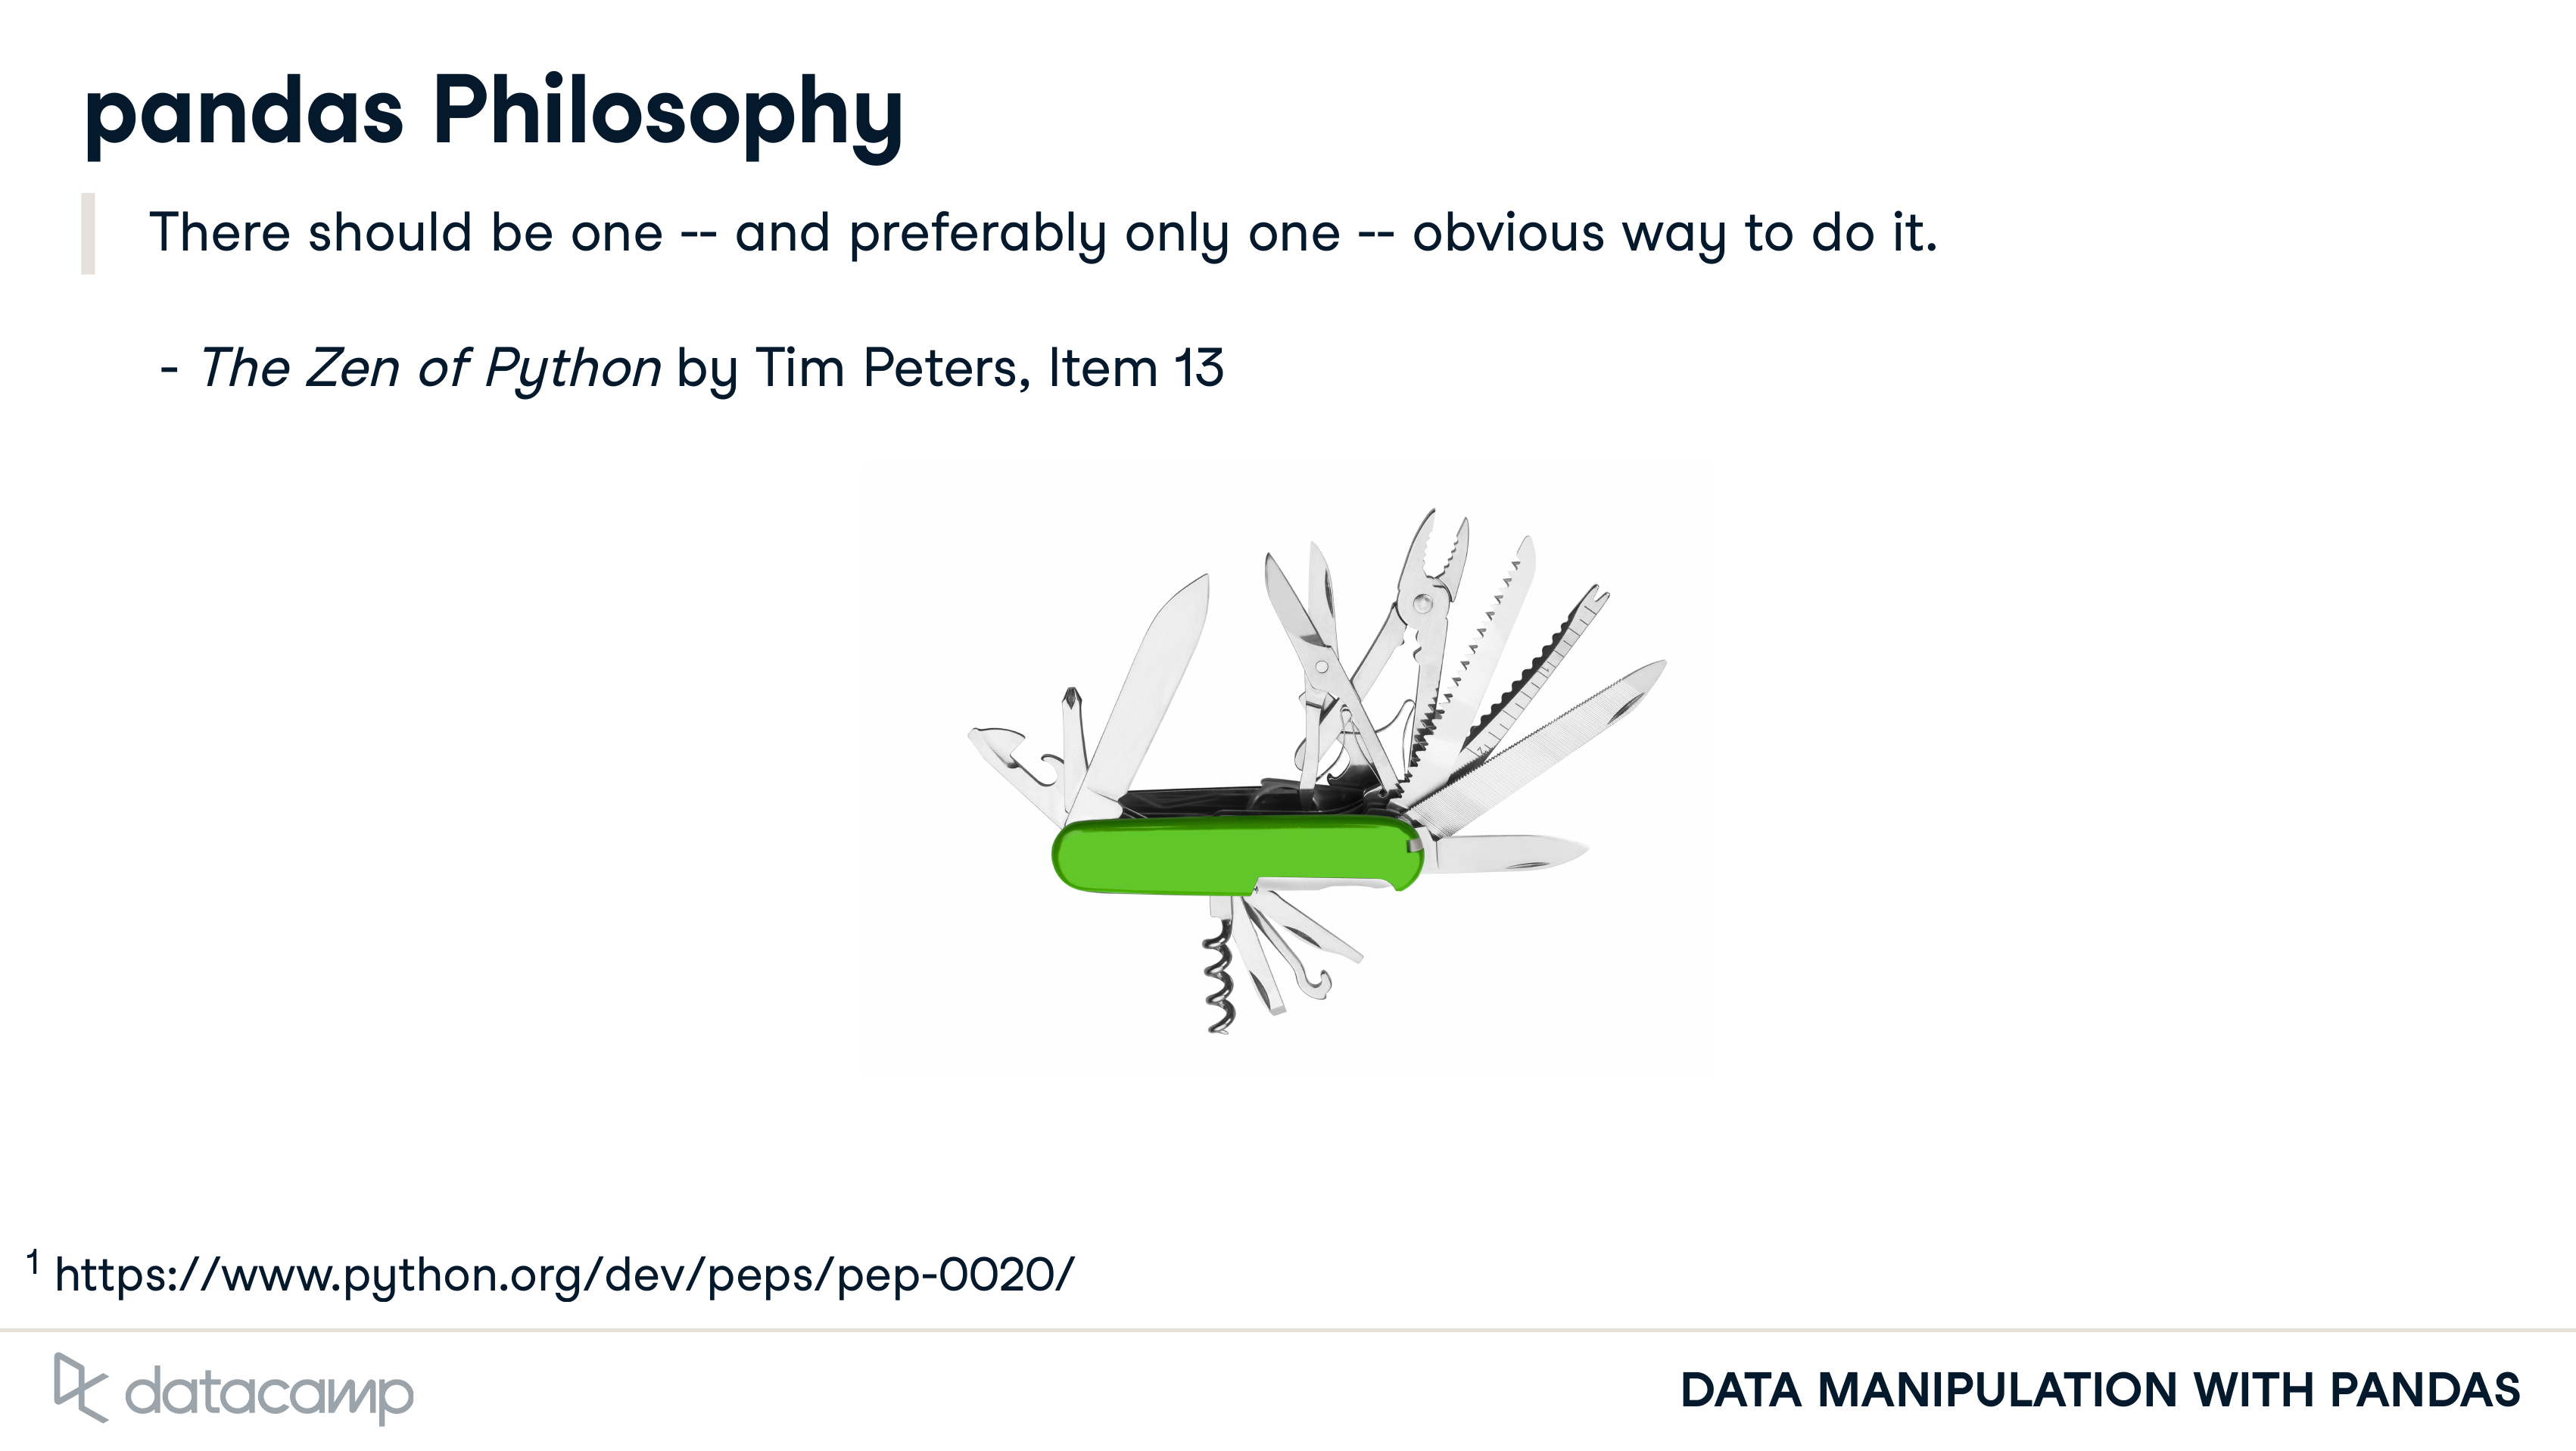 pandas Philosophy
There should be one -- and preferably only one -- obvious way to do it.
- The Zen of Python by Tim Peters, Item 13
1 https://www.python.org/dev/peps/pep-0020/
datacamp
DATA MANIPULATION WITH PANDAS